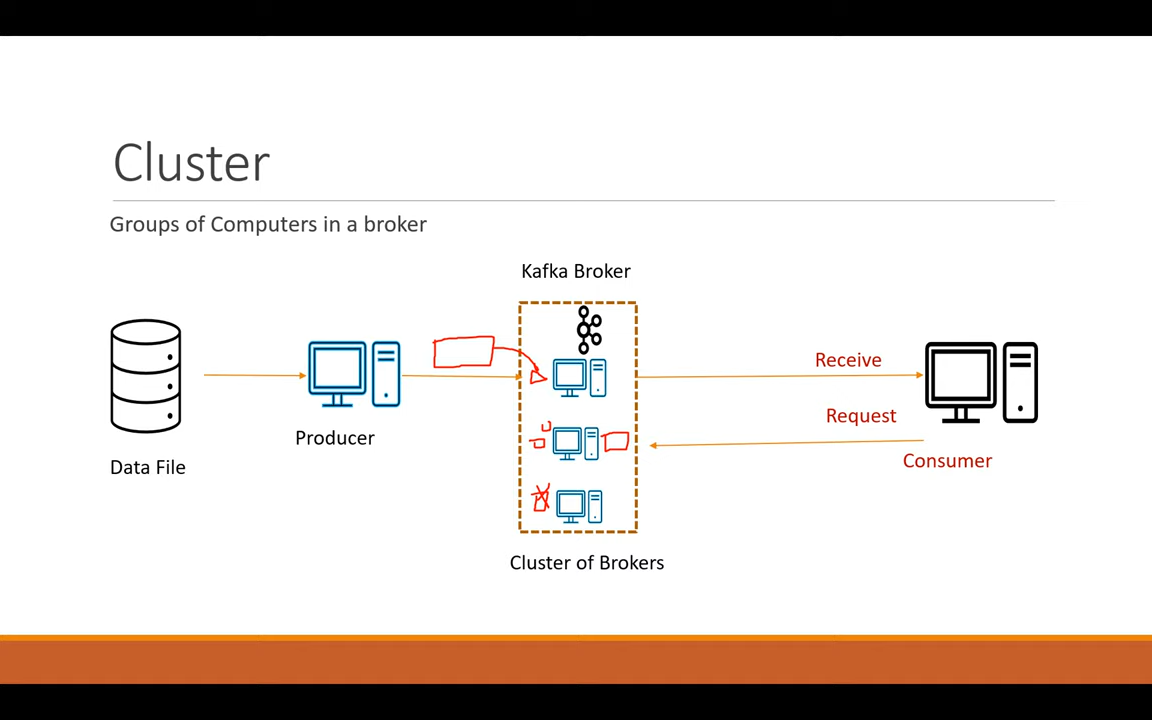 Cluster
Groups of Computers in a broker
Kafka Broker
Receive
Request
Producer
Consumer
Data File
Cluster of Brokers